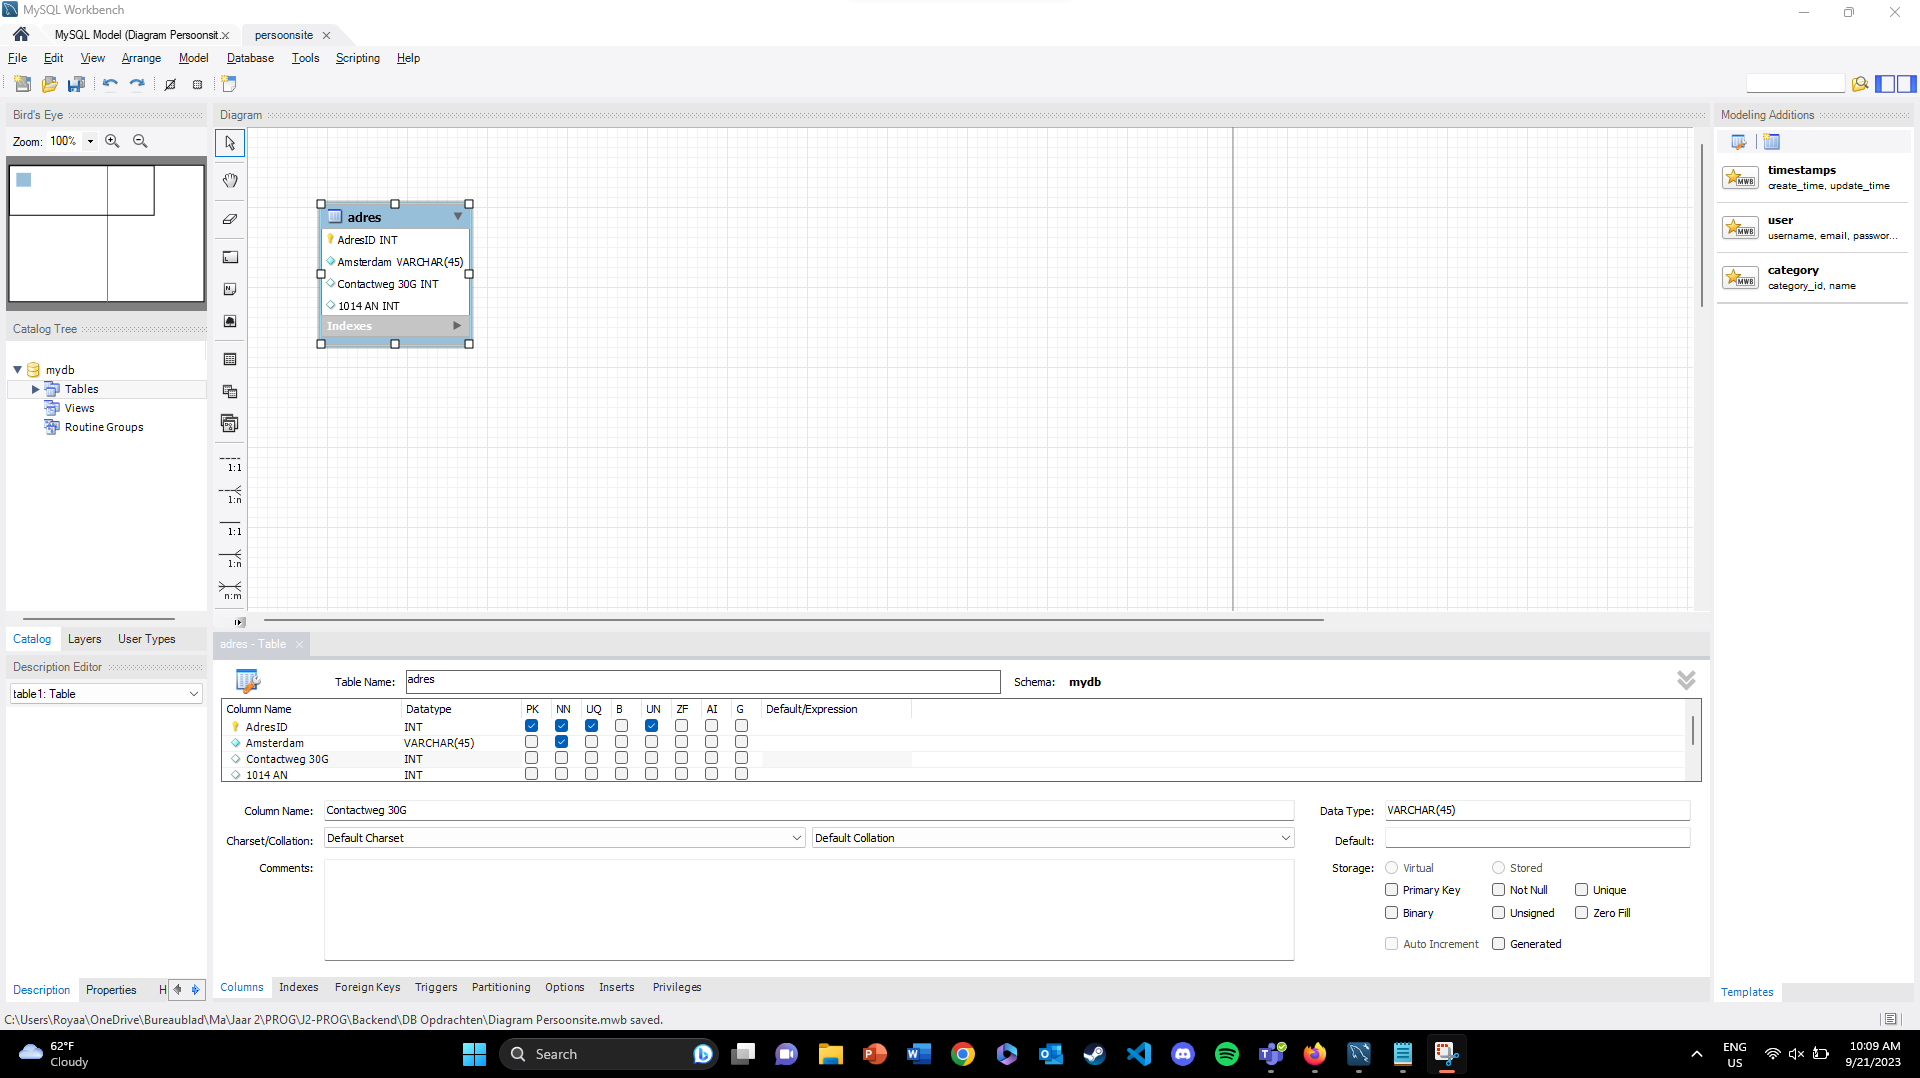 MySQL Workbench
MySQL Model (Diagram Persoonsit.x
persoonsite
File Edit View Arrange Model Database Tools Scripting Help
Bird's Eye
Zoom: 100%
Catalog Tree
mydb
Tables
Views
Routine Groups
Catalog Layers User Types
Description Editor
table1: Table
Description Properties H
Diagram
1:1
1:n
1:1
1:n
n:m
adres
AdresID INT
Amsterdam VARCHAR(45)
Contactweg 30G INT
1014 AN INT
Indexes
Modeling Additions
timestamps
create_time, update_time
user
username, email, passwor...
category
category_id, name
MWB
MWB
MWB
Templates
adres - Table
Table Name: adres Schema: mydb
Column Name Datatype PK NN UQ B UN ZF AI G Default/Expression
AdresID INT
Amsterdam VARCHAR(45)
Contactweg 30G INT
1014 AN INT
Column Name: Contactweg 30G Data Type: VARCHAR(45)
Charset/Collation: Default Charset Default Collation Default:
Comments: Storage: Virtual Stored
Primary Key Not Null Unique
Binary Unsigned Zero Fill
Auto Increment Generated
Columns Indexes Foreign Keys Triggers Partitioning Options Inserts Privileges
C:\Users\Royaa\OneDrive\Bureaublad\Ma\Jaar 2\PROG\J2-PROG\Backend\DB Opdrachten\Diagram Persoonsite.mwb saved.
62°F
Cloudy
Search
ENG
US
10:09 AM
9/21/2023